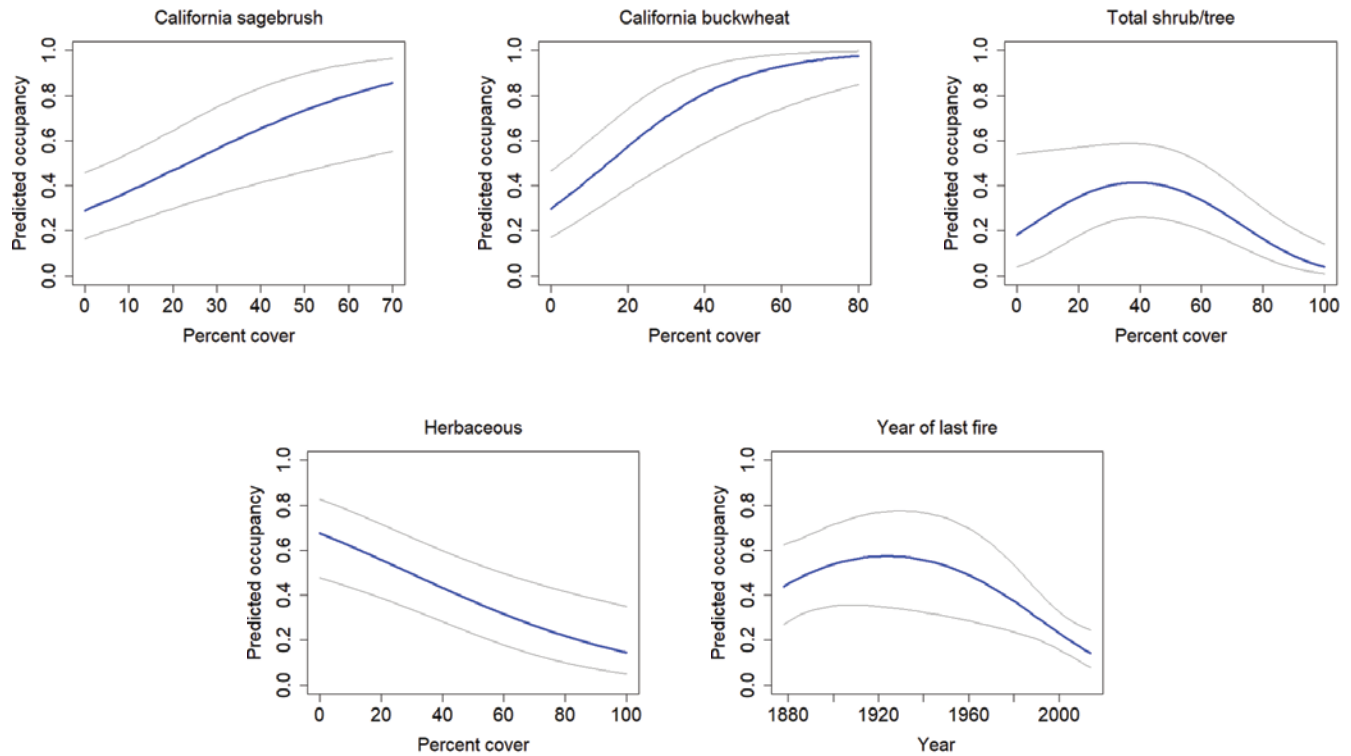 California sagebrush
Predicted occupancy
0.0 0.2 0.4 0.6 0.8 1.0
0 10 20 30 40 50 60 70
Percent cover
California buckwheat
Predicted occupancy
0.0 0.2 0.4 0.6 0.8 1.0
0 20 40 60 80
Percent cover
Total shrub/tree
Predicted occupancy
0.0 0.2 0.4 0.6 0.8 1.0
0 20 40 60 80 100
Percent cover
Herbaceous
Predicted occupancy
0.0 0.2 0.4 0.6 0.8 1.0
0 20 40 60 80 100
Percent cover
Year of last fire
Predicted occupancy
0.0 0.2 0.4 0.6 0.8 1.0
1880 1920 1960 2000
Year